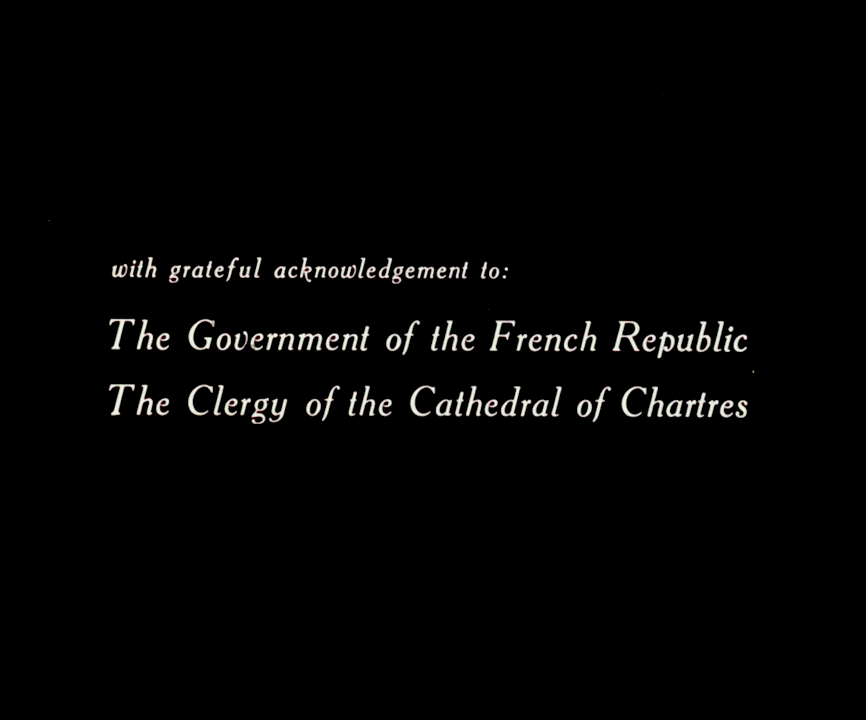 with grateful acknowledgement to:
The Government of the French Republic
The Clergy of the Cathedral of Chartres